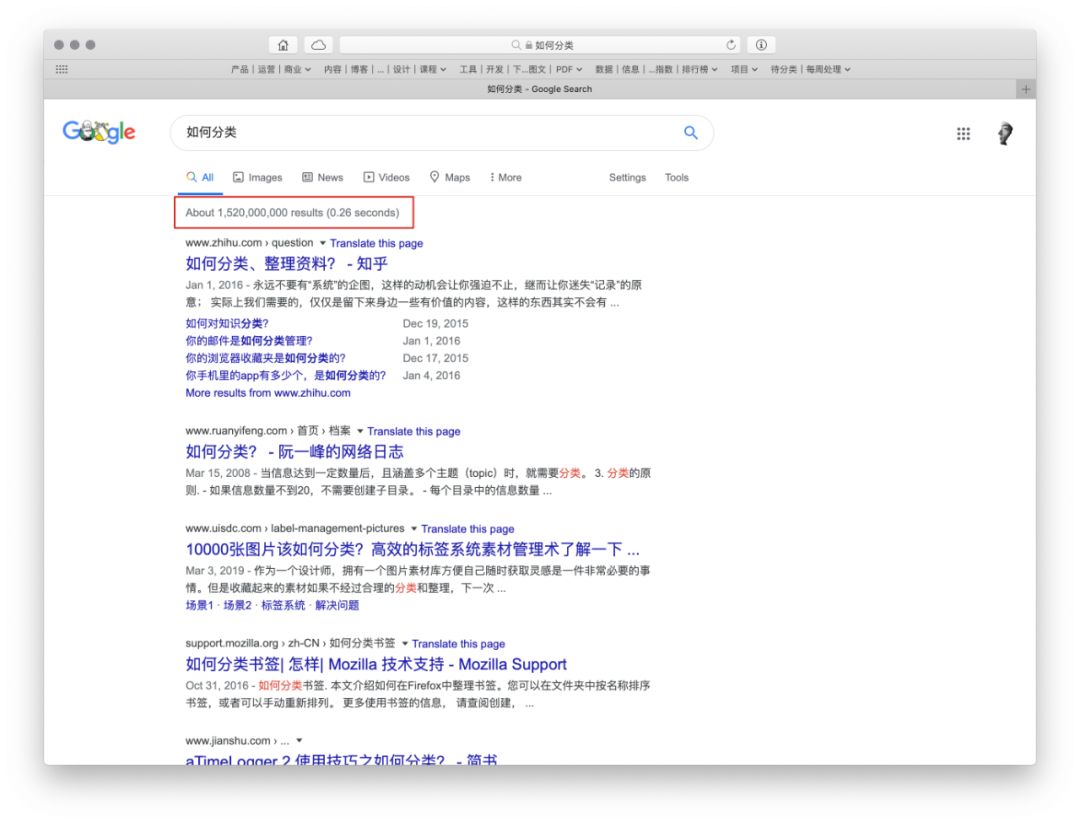 如何分类
产品 | 运营 | 商业 内容 | 博客 | ... | 设计 | 课程 工具 | 开发 | 下...图文 | PDF 数据 | 信息 | ...指数 | 排行榜 项目 待分类 | 每周处理
如何分类 - Google Search
Google 如何分类
All Images News Videos Maps More Settings Tools
About 1,520,000,000 results (0.26 seconds)
www.zhihu.com › question Translate this page
如何分类、整理资料? - 知乎
Jan 1, 2016 - 永远不要有“系统”的企图，这样的动机会让你强迫不止，继而让你迷失“记录”的原
意； 实际上我们需要的，仅仅是留下来身边一些有价值的内容，这样的东西其实不会有 ...
如何对知识分类? Dec 19, 2015
你的邮件是如何分类管理? Jan 1, 2016
你的浏览器收藏夹是如何分类的? Dec 17, 2015
你手机里的app有多少个，是如何分类的? Jan 4, 2016
More results from www.zhihu.com
www.ruanyifeng.com › 首页 › 档案 Translate this page
如何分类? - 阮一峰的网络日志
Mar 15, 2008 - 当信息达到一定数量后，且涵盖多个主题（topic）时，就需要分类。 3. 分类的原
则. - 如果信息数量不到20，不需要创建子目录。 - 每个目录中的信息数量 ...
www.uisdc.com › label-management-pictures Translate this page
10000张图片该如何分类？高效的标签系统素材管理术了解一下 ...
Mar 3, 2019 - 作为一个设计师，拥有一个图片素材库方便自己随时获取灵感是一件非常必要的事
情。但是收藏起来的素材如果不经过合理的分类和整理，下一次 ...
场景1 · 场景2 · 标签系统 · 解决问题
support.mozilla.org › zh-CN › 如何分类书签 Translate this page
如何分类书签| 怎样| Mozilla 技术支持 - Mozilla Support
Oct 31, 2016 - 如何分类书签. 本文介绍如何在Firefox中整理书签。您可以在文件夹中按名称排序
书签，或者可以手动重新排列。 更多使用书签的信息， 请查阅创建， ...
www.jianshu.com › ...
aTimeLogger 2 使用技巧之如何分类？ - 简书